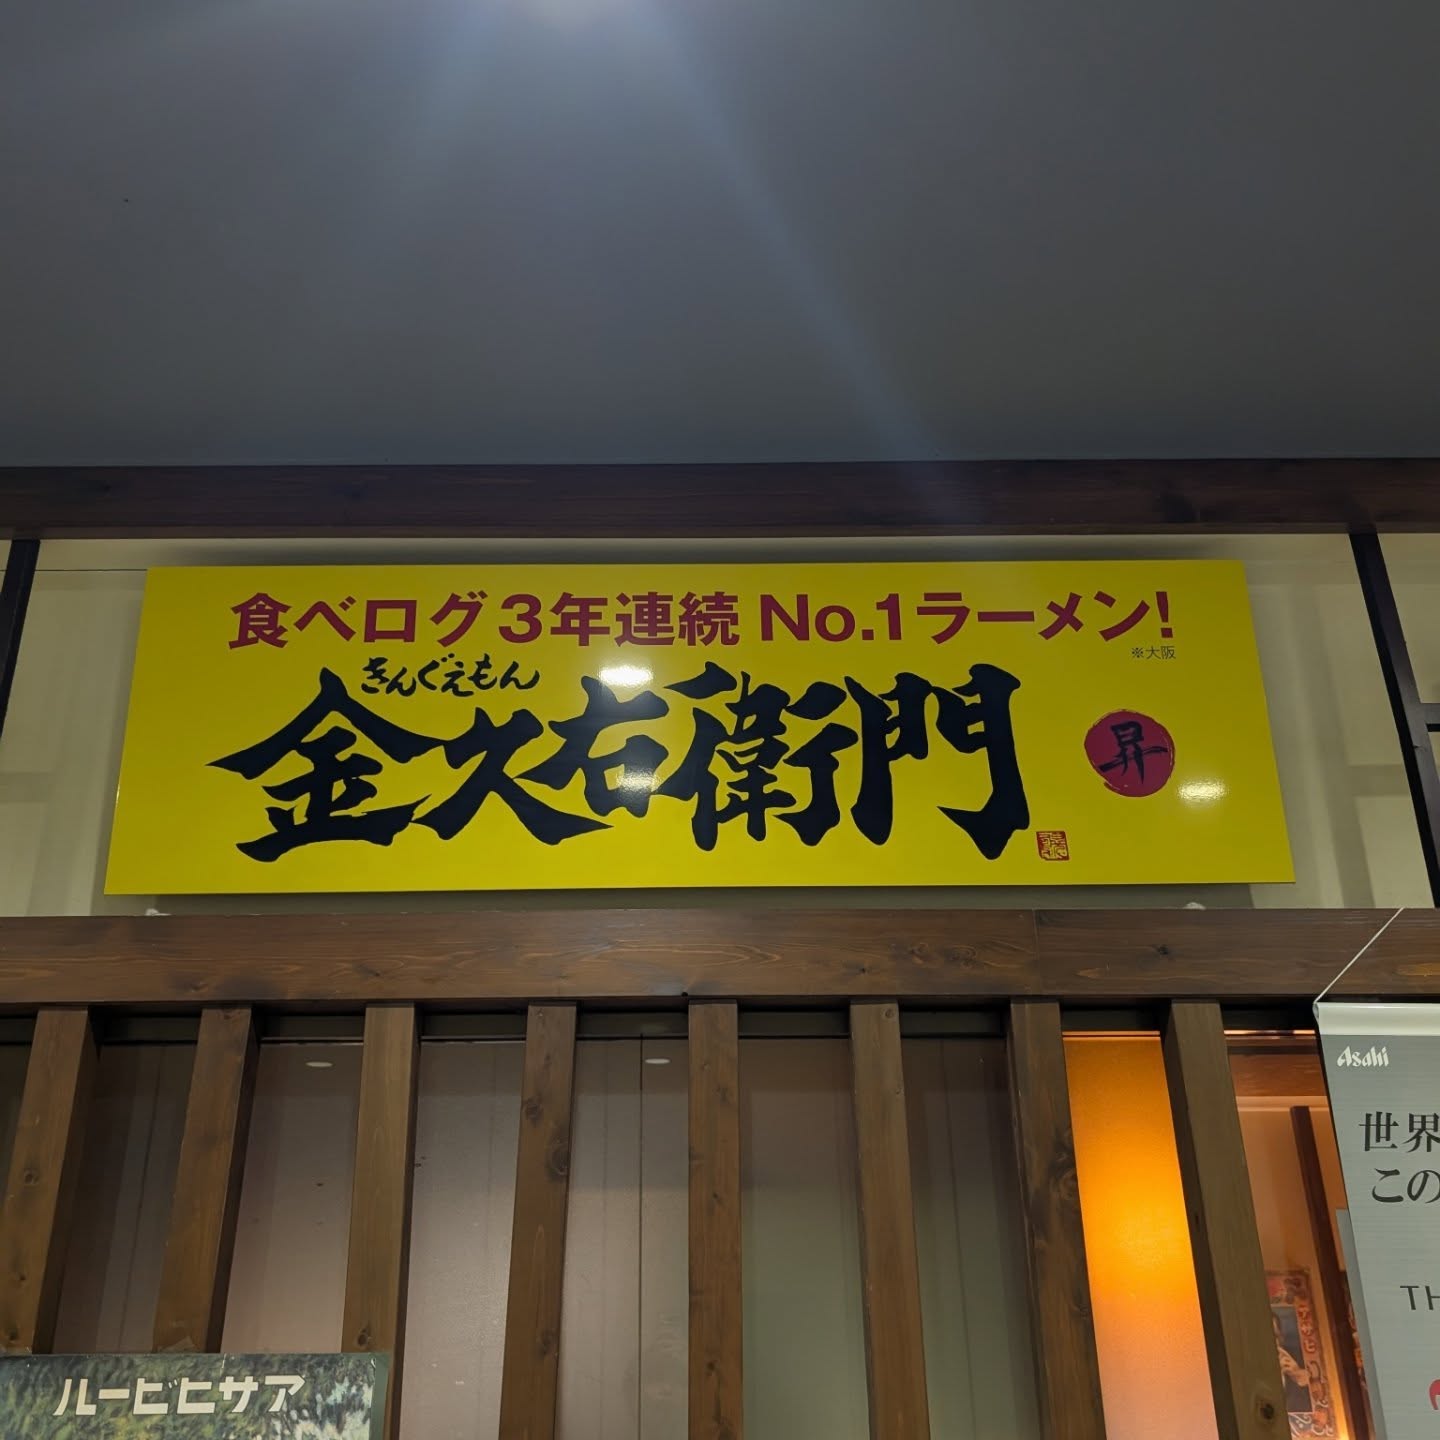 食べログ3年連続 No.1ラーメン!
※大阪
きんぐえもん
金久右衛門
昇
Asahi
世界
この
TH
ルービヒサア